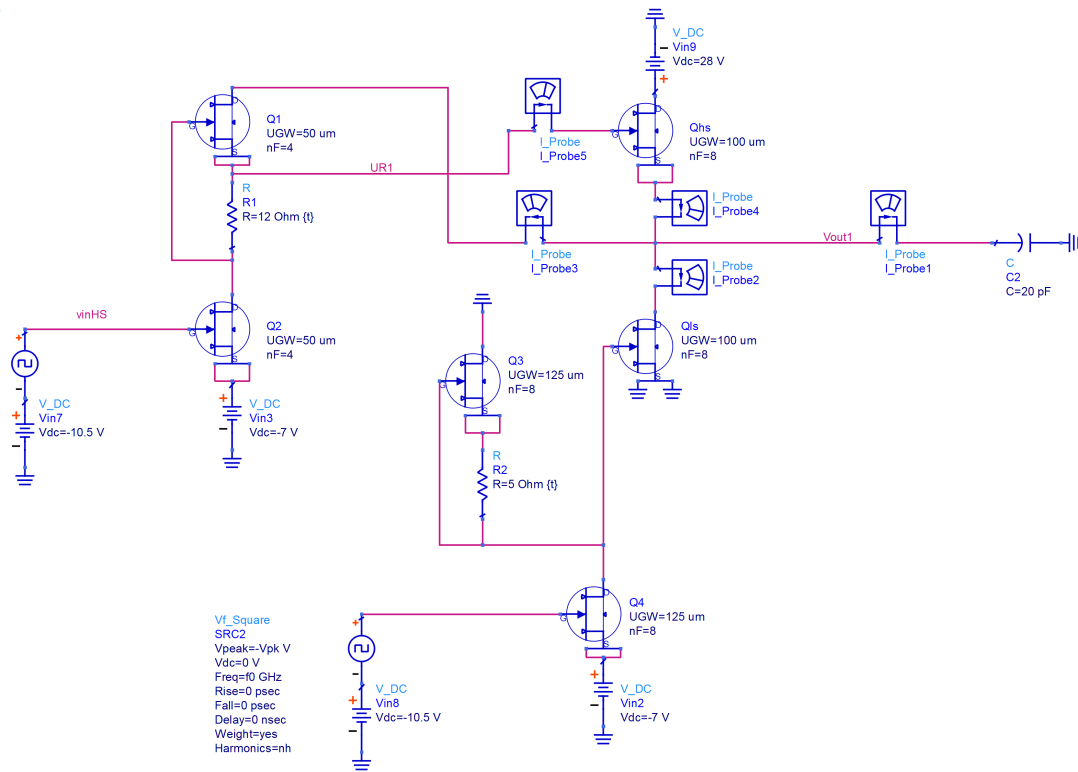 V_DC
Vin9
Vdc=28 V
Q1
UGW=50 um
nF=4
D
G
S
I_Probe
I_Probe5
Qhs
UGW=100 um
nF=8
D
G
S
UR1
R
R1
R=12 Ohm {t}
I_Probe
I_Probe4
I_Probe
I_Probe3
Vout1
I_Probe
I_Probe1
I_Probe
I_Probe2
C
C2
C=20 pF
vinHS
Q2
UGW=50 um
nF=4
D
G
S
Qls
UGW=100 um
nF=8
D
G
S
Q3
UGW=125 um
nF=8
D
G
S
V_DC
Vin7
Vdc=-10.5 V
V_DC
Vin3
Vdc=-7 V
R
R2
R=5 Ohm {t}
Q4
UGW=125 um
nF=8
D
G
S
Vf_Square
SRC2
Vpeak=-Vpk V
Vdc=0 V
Freq=f0 GHz
Rise=0 psec
Fall=0 psec
Delay=0 nsec
Weight=yes
Harmonics=nh
V_DC
Vin8
Vdc=-10.5 V
V_DC
Vin2
Vdc=-7 V